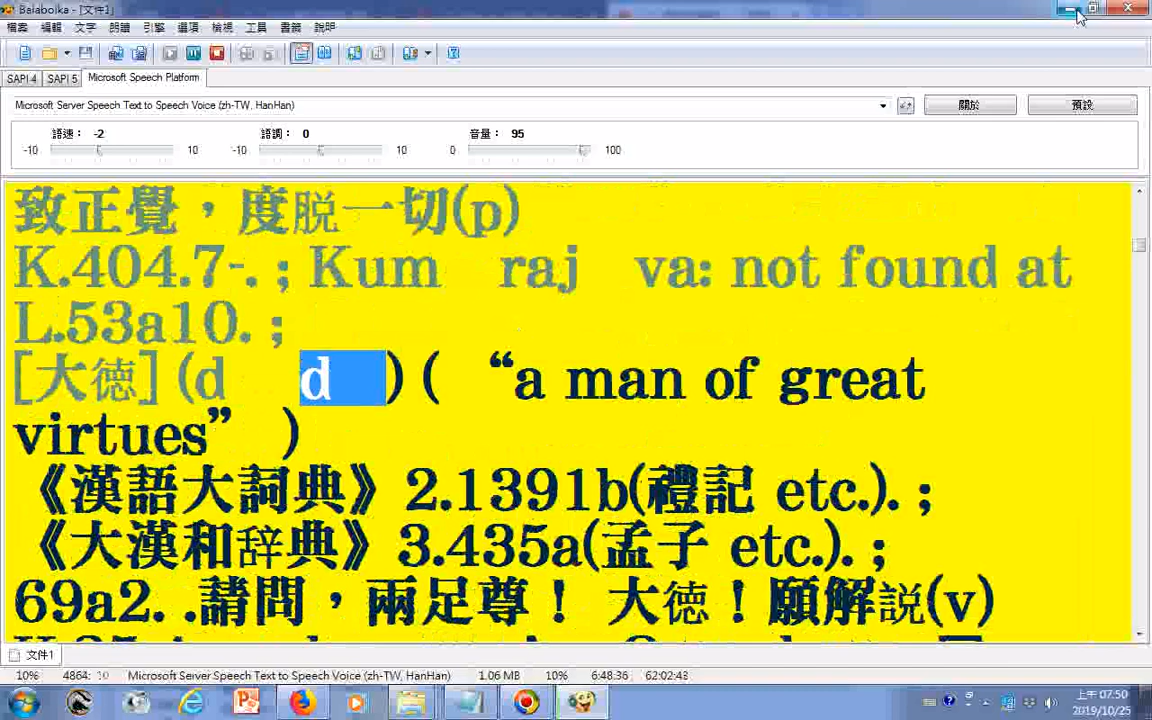 Balabolka - [文件1]
檔案 編輯 文字 朗讀 引擎 選項 檢視 工具 書籤 說明
SAPI 4 SAPI 5 Microsoft Speech Platform
Microsoft Server Speech Text to Speech Voice (zh-TW, HanHan) 關於 預設
語速： -2 語調： 0 音量： 95
-10 10 -10 10 0 100
致正覺，度脱一切(p)
K.404.7-. ; Kum raj va: not found at
L.53a10. ;
[大徳] (d d ) ( “a man of great
virtues” )
《漢語大詞典》 2.1391b(禮記 etc.). ;
《大漢和辞典》 3.435a(孟子 etc.). ;
69a2. .請問，兩足尊！ 大徳！願解説(v)
文件1
10% 4864: 10 Microsoft Server Speech Text to Speech Voice (zh-TW, HanHan) 1.06 MB 10% 6:48:36 62:02:43
上午 07:50
2019/10/25